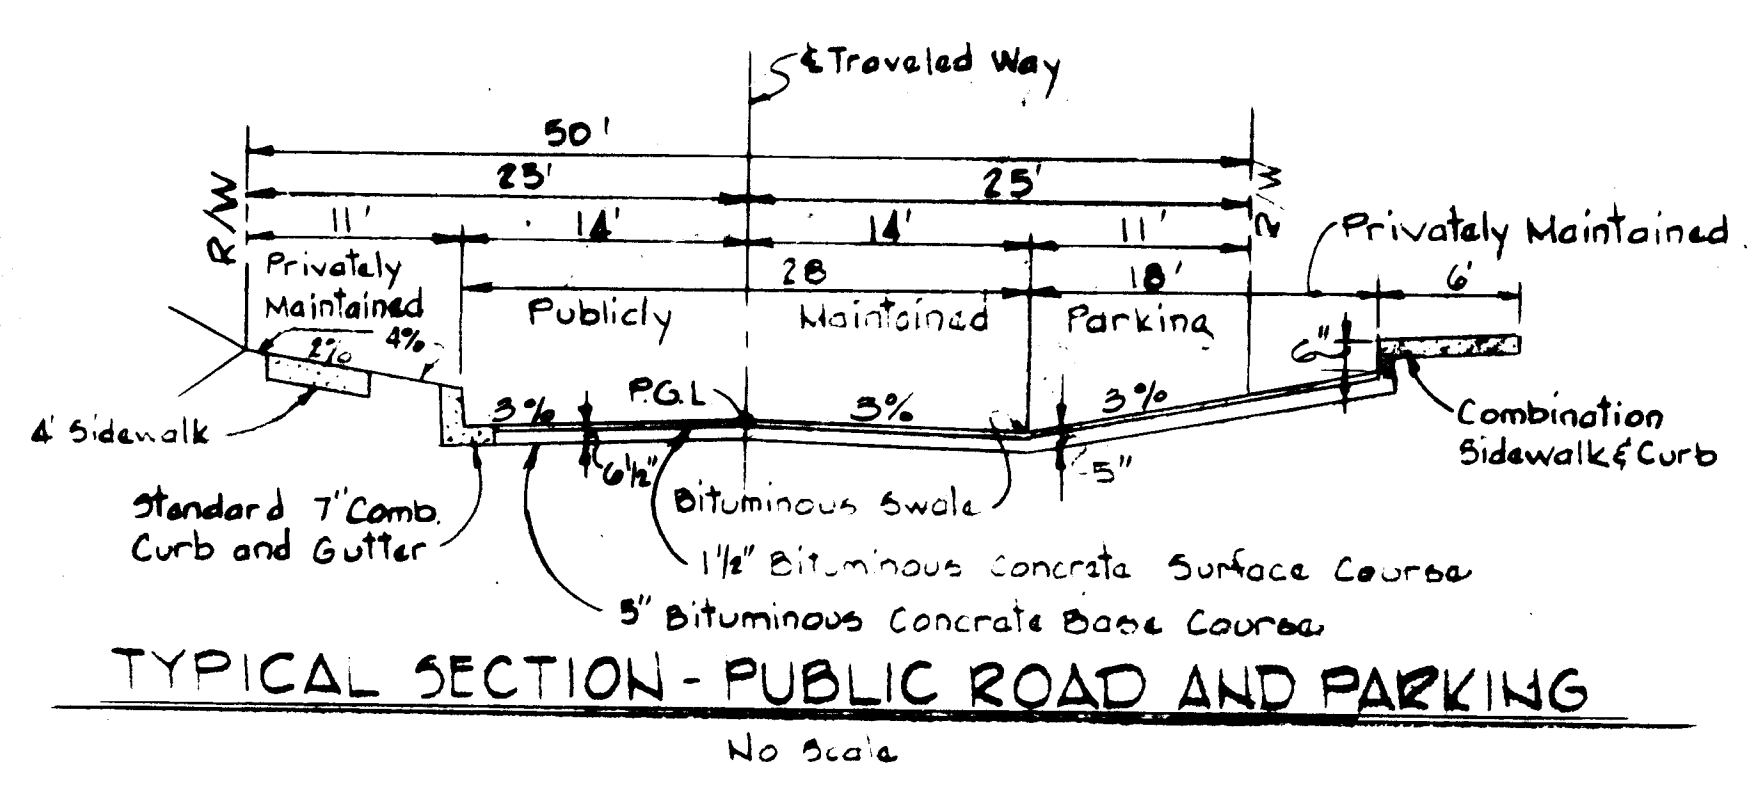 ℄ Traveled Way
50'
25' 25'
R/W 11' 14' 14' 11' R/W
Privately Maintained
28 18' 6'
Privately
Maintained
Publicly Maintained Parking
2% 4%
6"
P.G.L
3% 3% 3%
4' Sidewalk
6½"
5"
Combination
Sidewalk & Curb
Standard 7" Comb.
Curb and Gutter
Bituminous Swale
1½" Bituminous Concrete Surface Course
5" Bituminous Concrete Base Course
TYPICAL SECTION - PUBLIC ROAD AND PARKING
No Scale